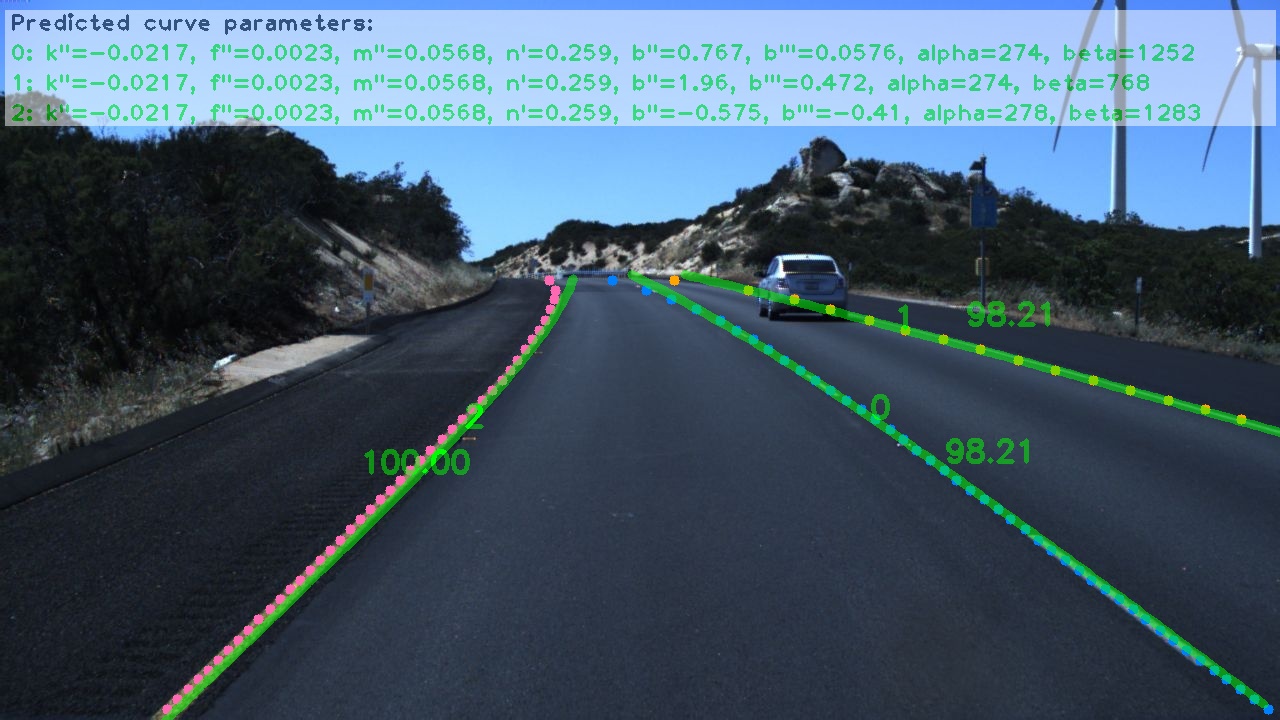 Predicted curve parameters:
0: k"=-0.0217, f"=0.0023, m"=0.0568, n'=0.259, b"=0.767, b'"=0.0576, alpha=274, beta=1252
1: k"=-0.0217, f"=0.0023, m"=0.0568, n'=0.259, b"=1.96, b'"=0.472, alpha=274, beta=768
2: k"=-0.0217, f"=0.0023, m"=0.0568, n'=0.259, b"=-0.575, b'"=-0.41, alpha=278, beta=1283
1 98.21
0
2
98.21
100.00